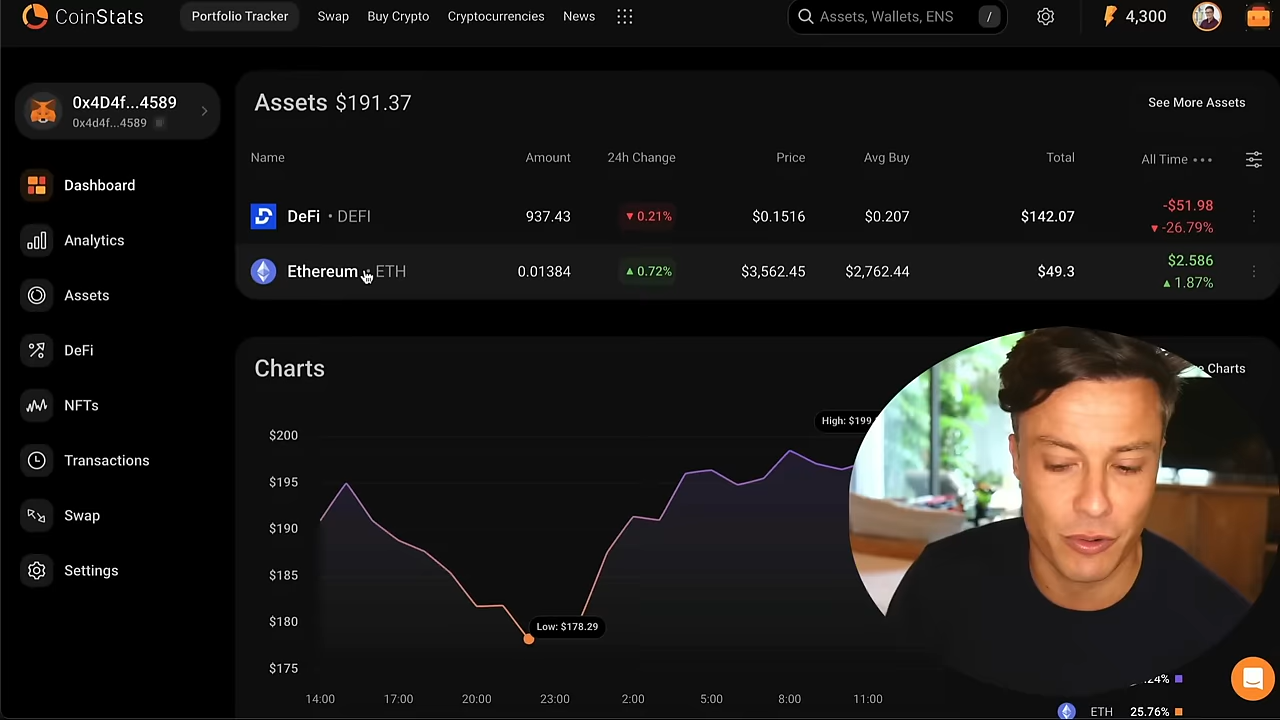 CoinStats
Portfolio Tracker Swap Buy Crypto Cryptocurrencies News
Assets, Wallets, ENS /
4,300
0x4D4f...4589
0x4d4f...4589
Dashboard
Analytics
Assets
DeFi
NFTs
Transactions
Swap
Settings
Assets $191.37
See More Assets
Name Amount 24h Change Price Avg Buy Total All Time
DeFi • DEFI 937.43 ▼ 0.21% $0.1516 $0.207 $142.07 -$51.98
▼ -26.79%
Ethereum • ETH 0.01384 ▲ 0.72% $3,562.45 $2,762.44 $49.3 $2.586
▲ 1.87%
Charts
Charts
High: $199
$200
$195
$190
$185
$180
$175
Low: $178.29
14:00 17:00 20:00 23:00 2:00 5:00 8:00 11:00
ETH 25.76%